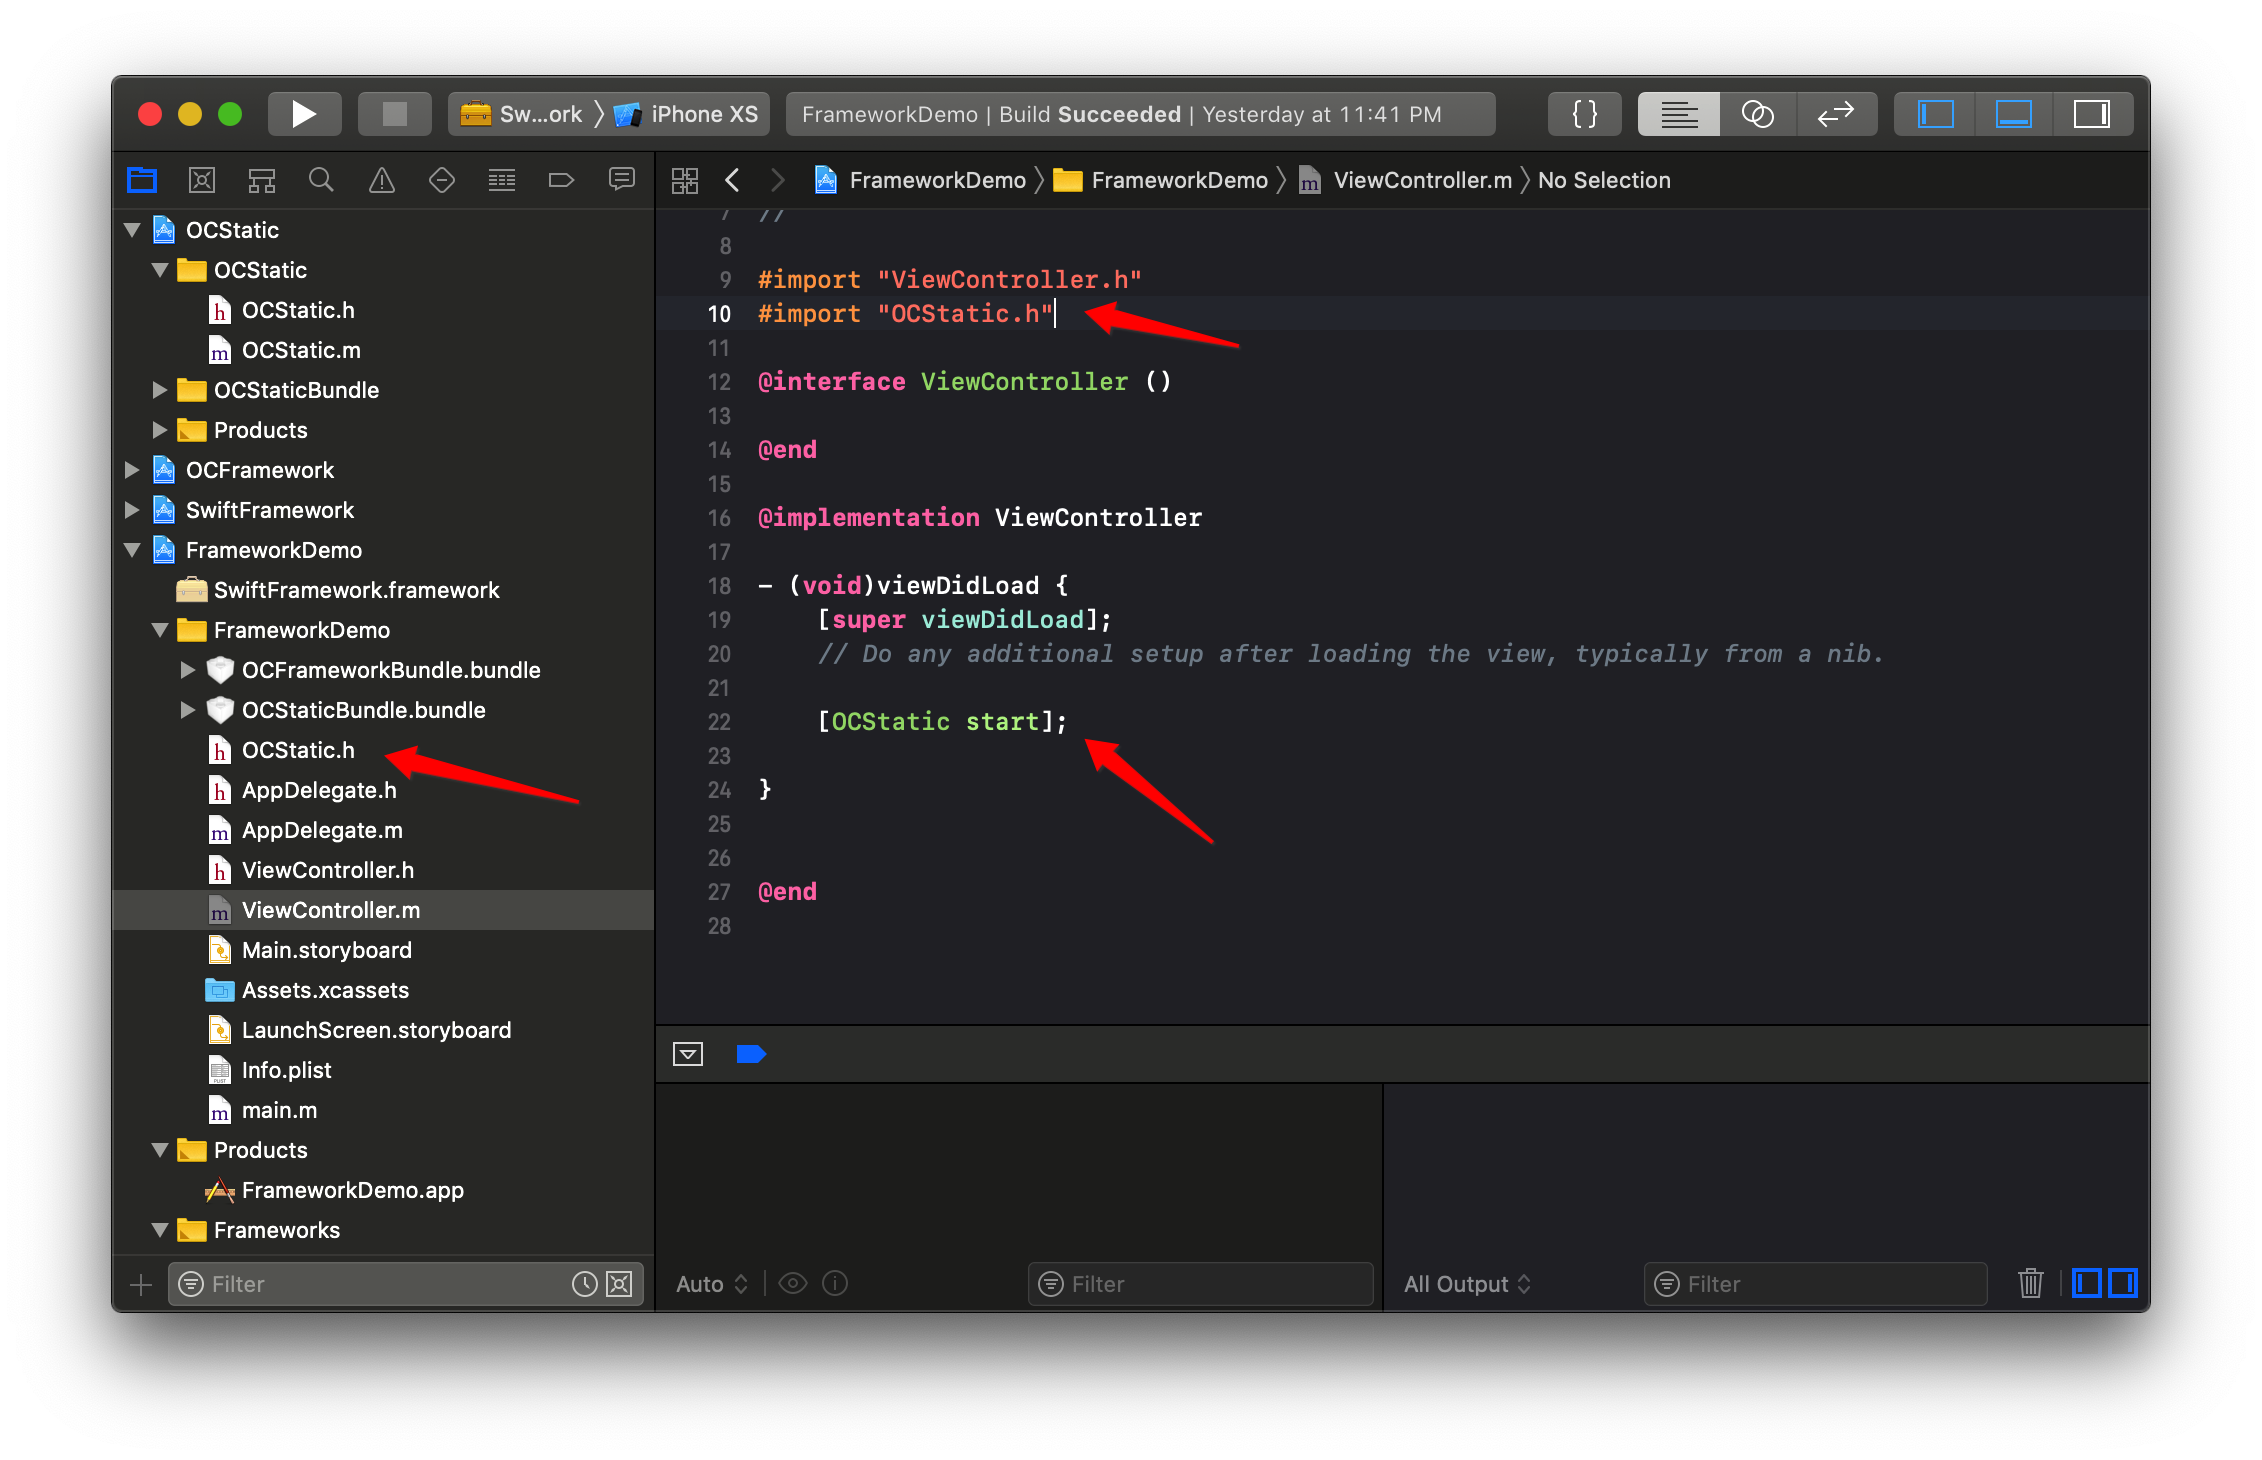 Sw...ork 〉 iPhone XS
FrameworkDemo | Build Succeeded | Yesterday at 11:41 PM
{}
FrameworkDemo 〉 FrameworkDemo 〉 m ViewController.m 〉 No Selection
OCStatic
OCStatic
h OCStatic.h
m OCStatic.m
OCStaticBundle
Products
OCFramework
SwiftFramework
FrameworkDemo
SwiftFramework.framework
FrameworkDemo
OCFrameworkBundle.bundle
OCStaticBundle.bundle
h OCStatic.h
h AppDelegate.h
m AppDelegate.m
h ViewController.h
m ViewController.m
Main.storyboard
Assets.xcassets
LaunchScreen.storyboard
PLIST Info.plist
m main.m
Products
FrameworkDemo.app
Frameworks
Filter
7 //
8
9 #import "ViewController.h"
10 #import "OCStatic.h"
11
12 @interface ViewController ()
13
14 @end
15
16 @implementation ViewController
17
18 - (void)viewDidLoad {
19 [super viewDidLoad];
20 // Do any additional setup after loading the view, typically from a nib.
21
22 [OCStatic start];
23
24 }
25
26
27 @end
28
Auto
Filter
All Output
Filter